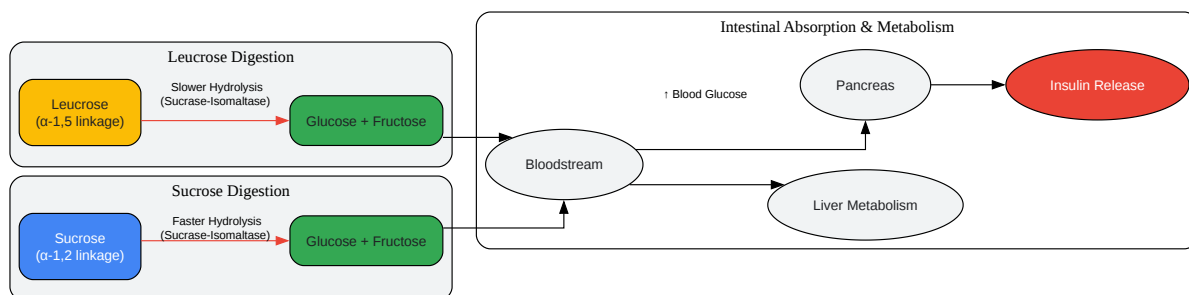 Leucrose Digestion
Leucrose
(α-1,5 linkage)
Slower Hydrolysis
(Sucrase-Isomaltase)
Glucose + Fructose
Sucrose Digestion
Sucrose
(α-1,2 linkage)
Faster Hydrolysis
(Sucrase-Isomaltase)
Glucose + Fructose
Intestinal Absorption & Metabolism
Bloodstream
↑ Blood Glucose
Pancreas
Insulin Release
Liver Metabolism